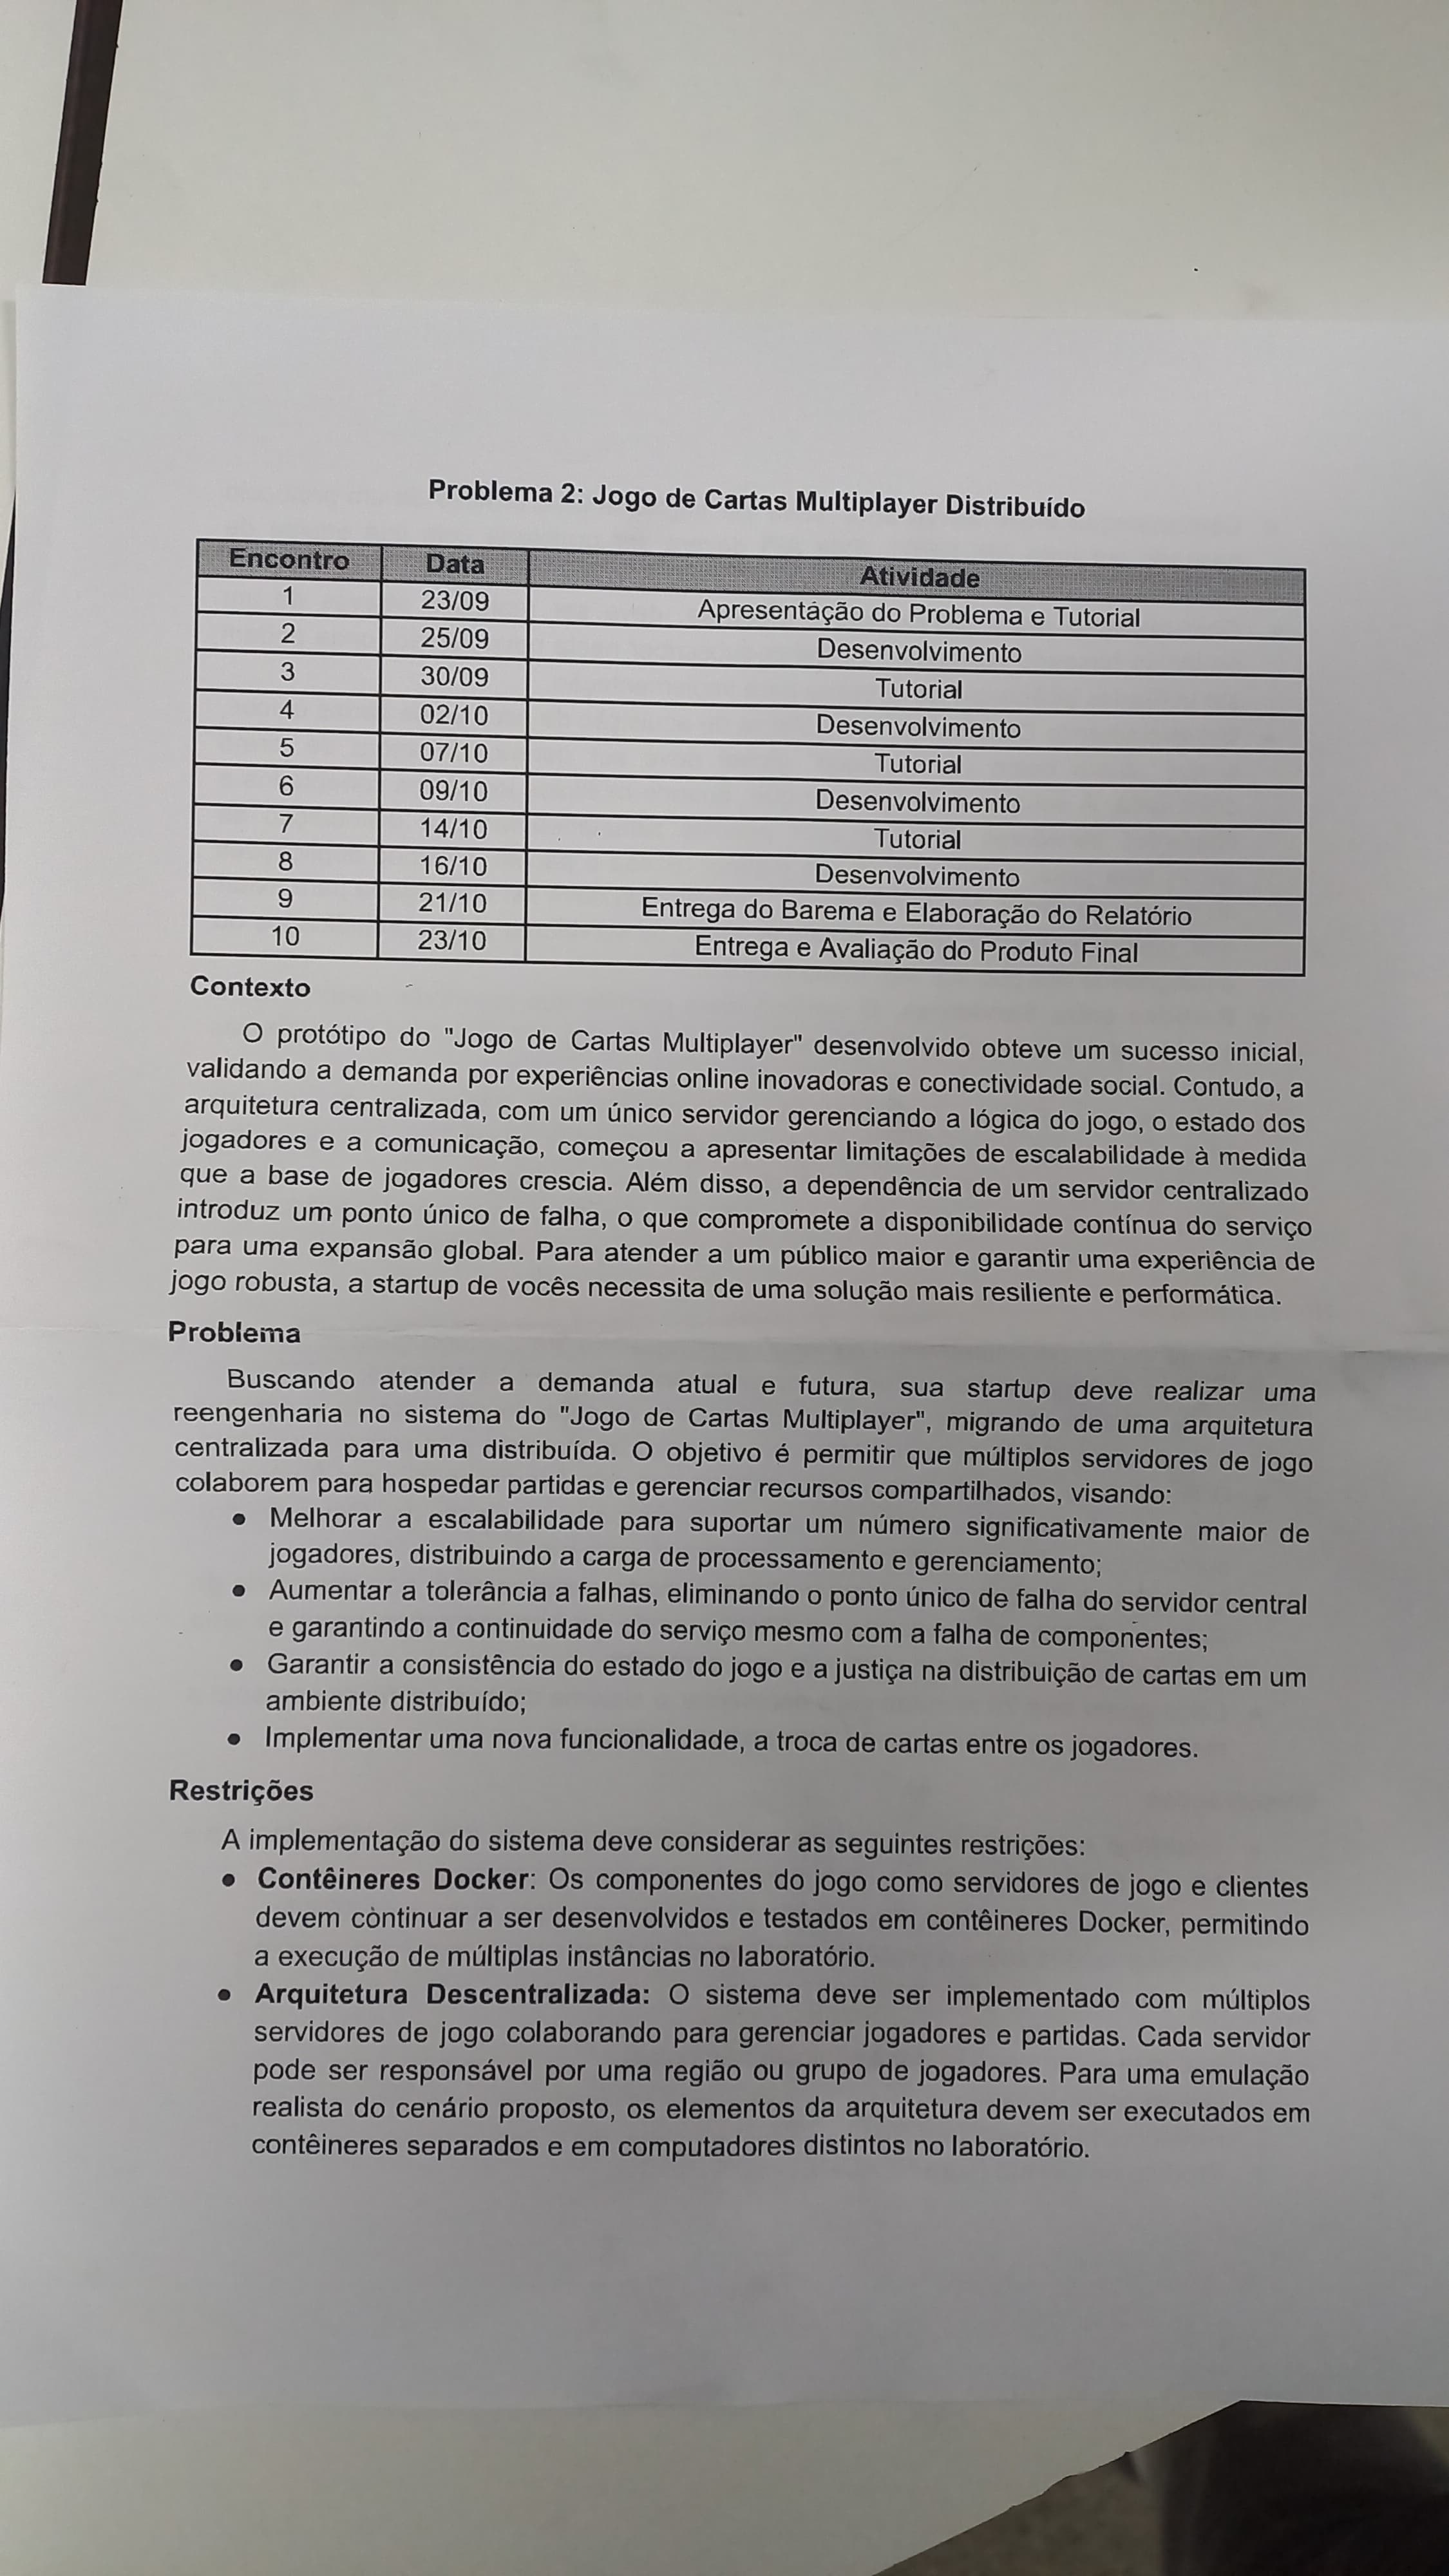 Problema 2: Jogo de Cartas Multiplayer Distribuído
Encontro Data Atividade
1 23/09 Apresentação do Problema e Tutorial
2 25/09 Desenvolvimento
3 30/09 Tutorial
4 02/10 Desenvolvimento
5 07/10 Tutorial
6 09/10 Desenvolvimento
7 14/10 Tutorial
8 16/10 Desenvolvimento
9 21/10 Entrega do Barema e Elaboração do Relatório
10 23/10 Entrega e Avaliação do Produto Final
Contexto
O protótipo do "Jogo de Cartas Multiplayer" desenvolvido obteve um sucesso inicial,
validando a demanda por experiências online inovadoras e conectividade social. Contudo, a
arquitetura centralizada, com um único servidor gerenciando a lógica do jogo, o estado dos
jogadores e a comunicação, começou a apresentar limitações de escalabilidade à medida
que a base de jogadores crescia. Além disso, a dependência de um servidor centralizado
introduz um ponto único de falha, o que compromete a disponibilidade contínua do serviço
para uma expansão global. Para atender a um público maior e garantir uma experiência de
jogo robusta, a startup de vocês necessita de uma solução mais resiliente e performática.
Problema
Buscando atender a demanda atual e futura, sua startup deve realizar uma
reengenharia no sistema do "Jogo de Cartas Multiplayer", migrando de uma arquitetura
centralizada para uma distribuída. O objetivo é permitir que múltiplos servidores de jogo
colaborem para hospedar partidas e gerenciar recursos compartilhados, visando:
● Melhorar a escalabilidade para suportar um número significativamente maior de
jogadores, distribuindo a carga de processamento e gerenciamento;
● Aumentar a tolerância a falhas, eliminando o ponto único de falha do servidor central
e garantindo a continuidade do serviço mesmo com a falha de componentes;
● Garantir a consistência do estado do jogo e a justiça na distribuição de cartas em um
ambiente distribuído;
● Implementar uma nova funcionalidade, a troca de cartas entre os jogadores.
Restrições
A implementação do sistema deve considerar as seguintes restrições:
● Contêineres Docker: Os componentes do jogo como servidores de jogo e clientes
devem continuar a ser desenvolvidos e testados em contêineres Docker, permitindo
a execução de múltiplas instâncias no laboratório.
● Arquitetura Descentralizada: O sistema deve ser implementado com múltiplos
servidores de jogo colaborando para gerenciar jogadores e partidas. Cada servidor
pode ser responsável por uma região ou grupo de jogadores. Para uma emulação
realista do cenário proposto, os elementos da arquitetura devem ser executados em
contêineres separados e em computadores distintos no laboratório.